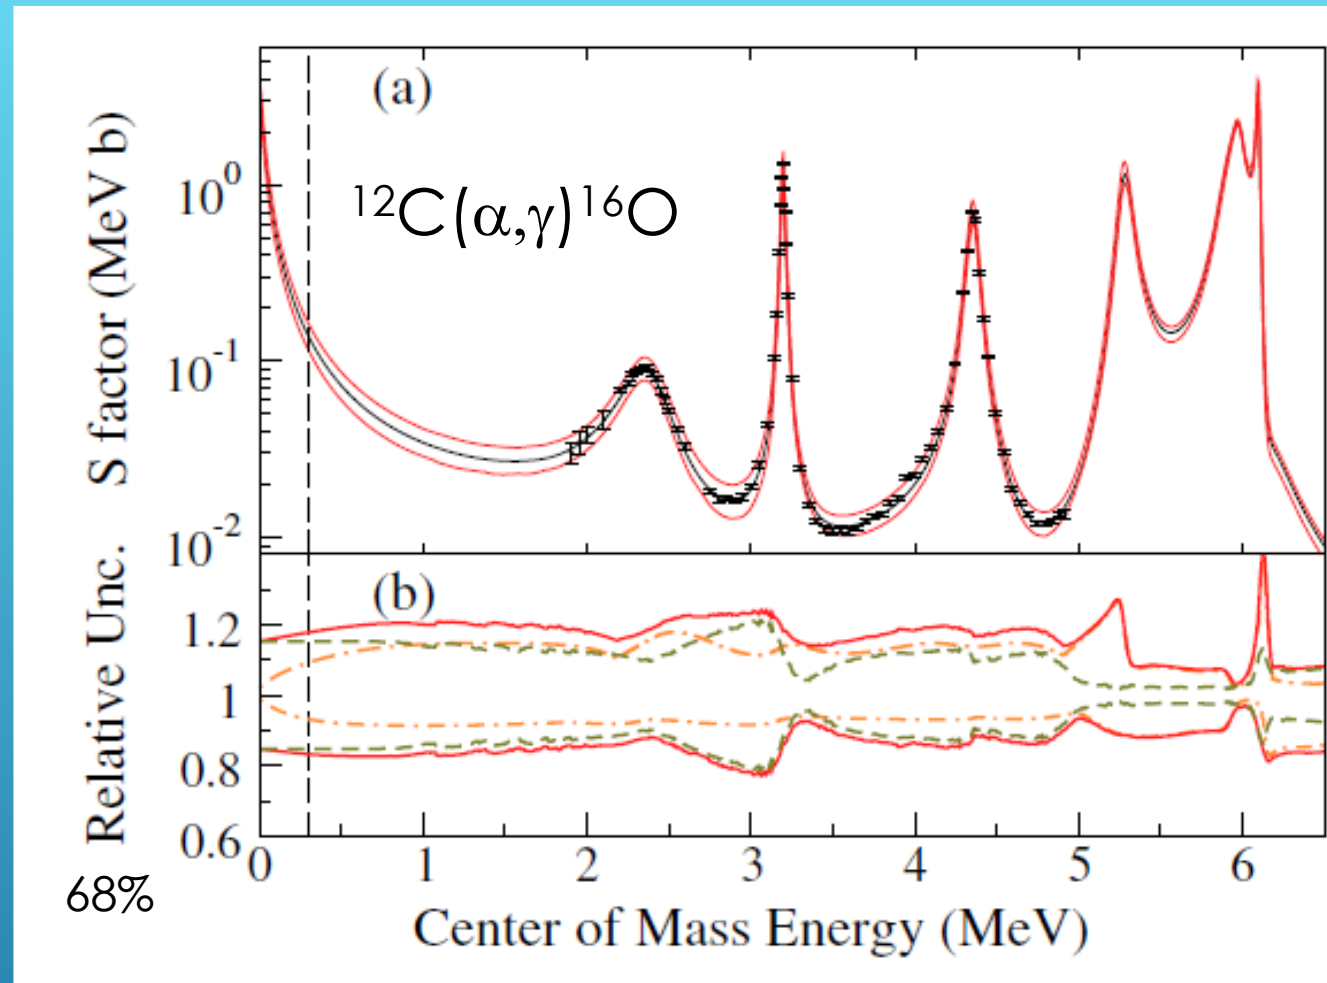 (a)
¹²C(α,γ)¹⁶O
S factor (MeV b)
10⁰
10⁻¹
10⁻²
(b)
Relative Unc.
1.2
1
0.8
0.6
0 1 2 3 4 5 6
68%
Center of Mass Energy (MeV)